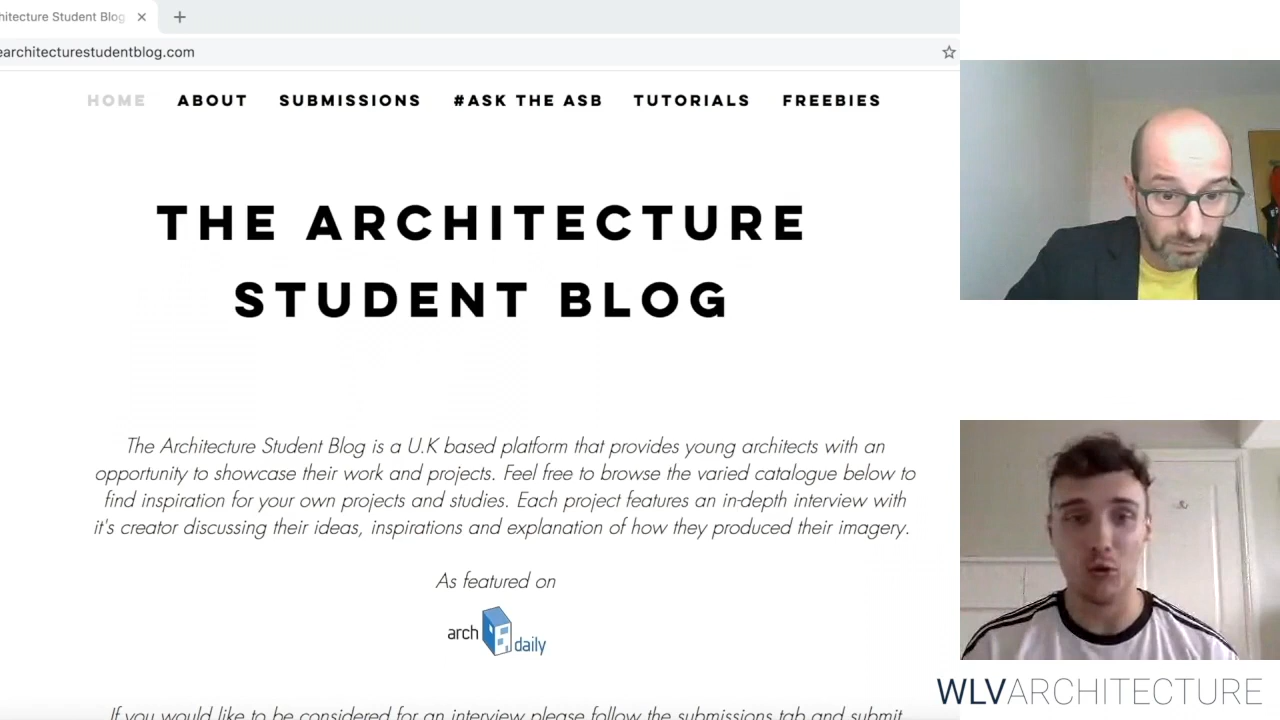 hitecture Student Blog
earchitecturestudentblog.com
HOME ABOUT SUBMISSIONS #ASK THE ASB TUTORIALS FREEBIES
THE ARCHITECTURE
STUDENT BLOG
The Architecture Student Blog is a U.K based platform that provides young architects with an
opportunity to showcase their work and projects. Feel free to browse the varied catalogue below to
find inspiration for your own projects and studies. Each project features an in-depth interview with
it's creator discussing their ideas, inspirations and explanation of how they produced their imagery.
As featured on
arch daily
If you would like to be considered for an interview please follow the submissions tab and submit
WLVARCHITECTURE